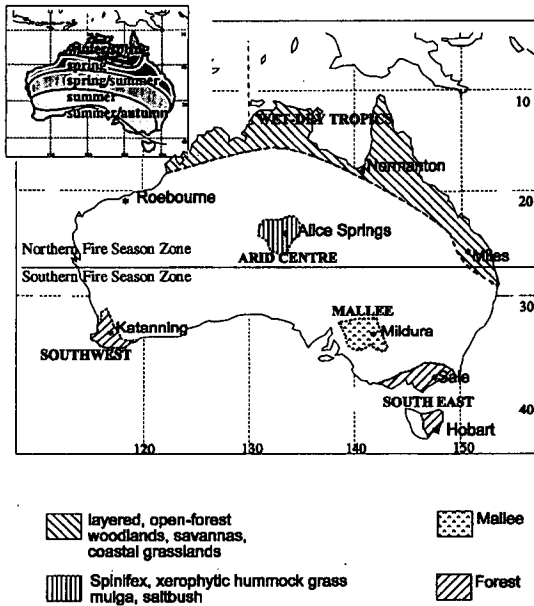 winter/spring
spring
spring/summer
summer
summer/autumn
WET-DRY TROPICS
10
Normanton
Roebourne
20
Alice Springs
Northern Fire Season Zone
ARID CENTRE
Miles
Southern Fire Season Zone
30
MALLEE
Katanning
Mildura
SOUTHWEST
Sale
SOUTH EAST
40
Hobart
120
130
140
150
layered, open-forest
woodlands, savannas,
coastal grasslands
Mallee
Spinifex, xerophytic hummock grass
mulga, saltbush
Forest